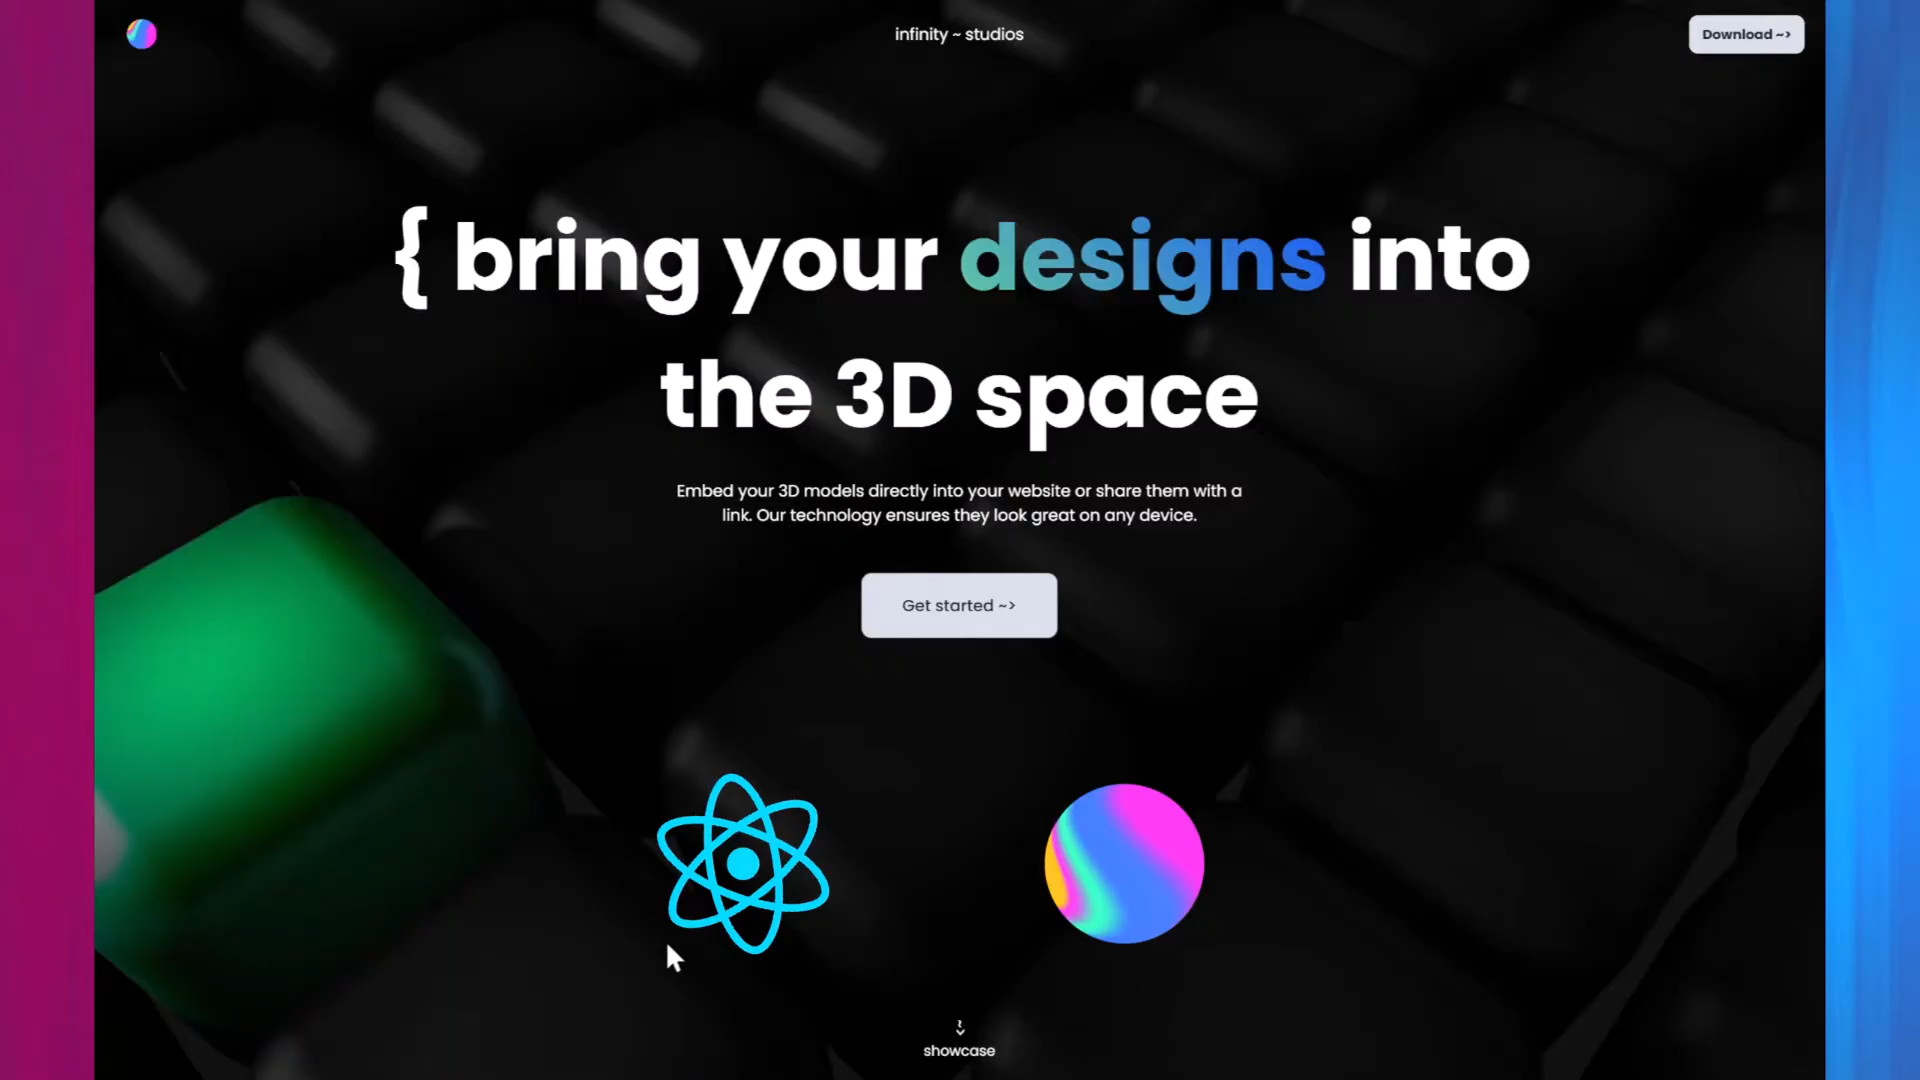 infinity ~ studios
Download ~>
{ bring your designs into
the 3D space
Embed your 3D models directly into your website or share them with a
link. Our technology ensures they look great on any device.
Get started ~>
showcase